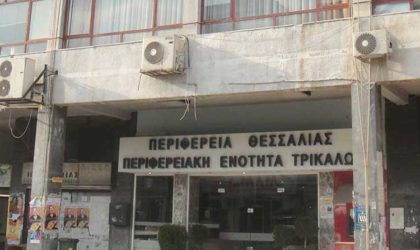 ΠΕΡΙΦΕΡΕΙΑ ΘΕΣΣΑΛΙΑΣ
ΠΕΡΙΦΕΡΕΙΑΚΗ ΕΝΟΤΗΤΑ ΤΡΙΚΑΛΩ